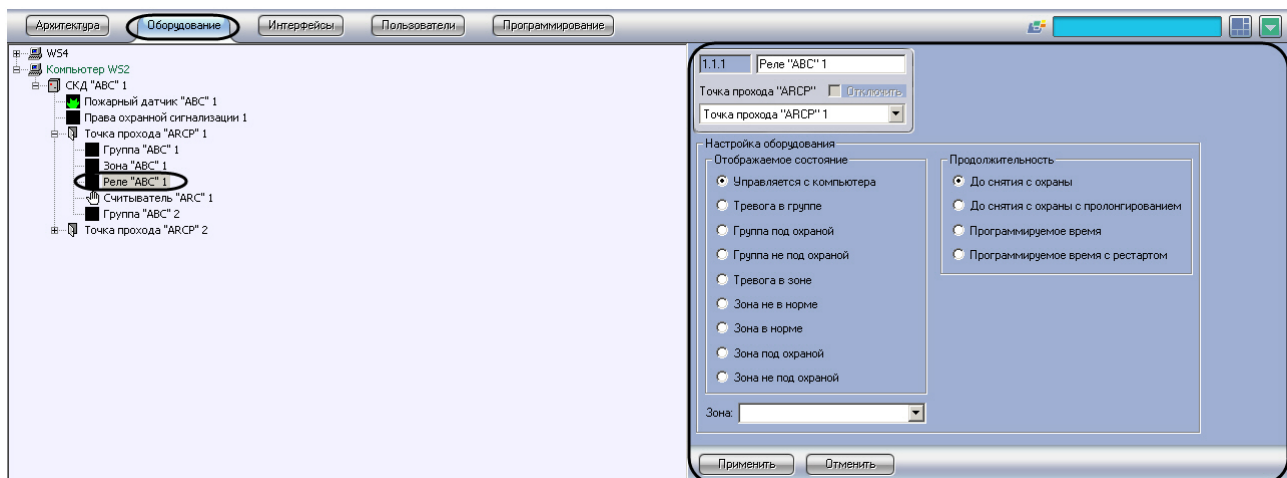 Архитектура Оборудование Интерфейсы Пользователи Программирование
WS4
Компьютер WS2
СКД "ABC" 1
Пожарный датчик "ABC" 1
Права охранной сигнализации 1
Точка прохода "ARCP" 1
Группа "ABC" 1
Зона "ABC" 1
Реле "ABC" 1
Считыватель "ARC" 1
Группа "ABC" 2
Точка прохода "ARCP" 2
1.1.1 Реле "ABC" 1
Точка прохода "ARCP" Отключить
Точка прохода "ARCP" 1
Настройка оборудования
Отображаемое состояние
Управляется с компьютера
Тревога в группе
Группа под охраной
Группа не под охраной
Тревога в зоне
Зона не в норме
Зона в норме
Зона под охраной
Зона не под охраной
Продолжительность
До снятия с охраны
До снятия с охраны с пролонгированием
Программируемое время
Программируемое время с рестартом
Зона:
Применить Отменить